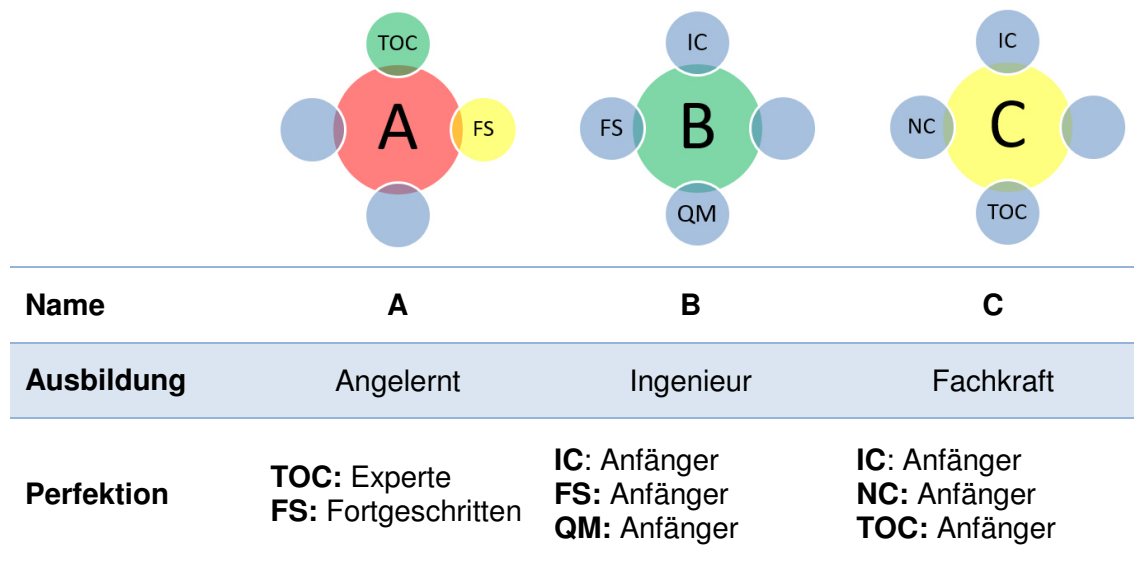 TOC
A
FS
IC
FS
B
QM
IC
NC
C
TOC
Name A B C
Ausbildung Angelernt Ingenieur Fachkraft
Perfektion
TOC: Experte
FS: Fortgeschritten
IC: Anfänger
FS: Anfänger
QM: Anfänger
IC: Anfänger
NC: Anfänger
TOC: Anfänger